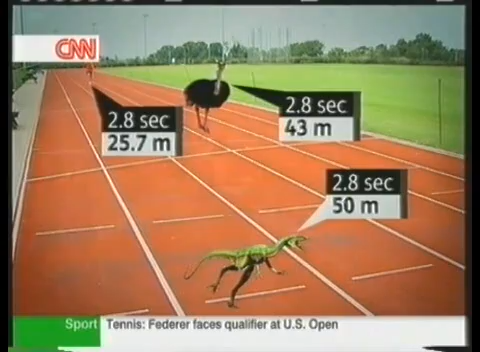 CNN
2.8 sec
43 m
2.8 sec
25.7 m
2.8 sec
50 m
Sport Tennis: Federer faces qualifier at U.S. Open